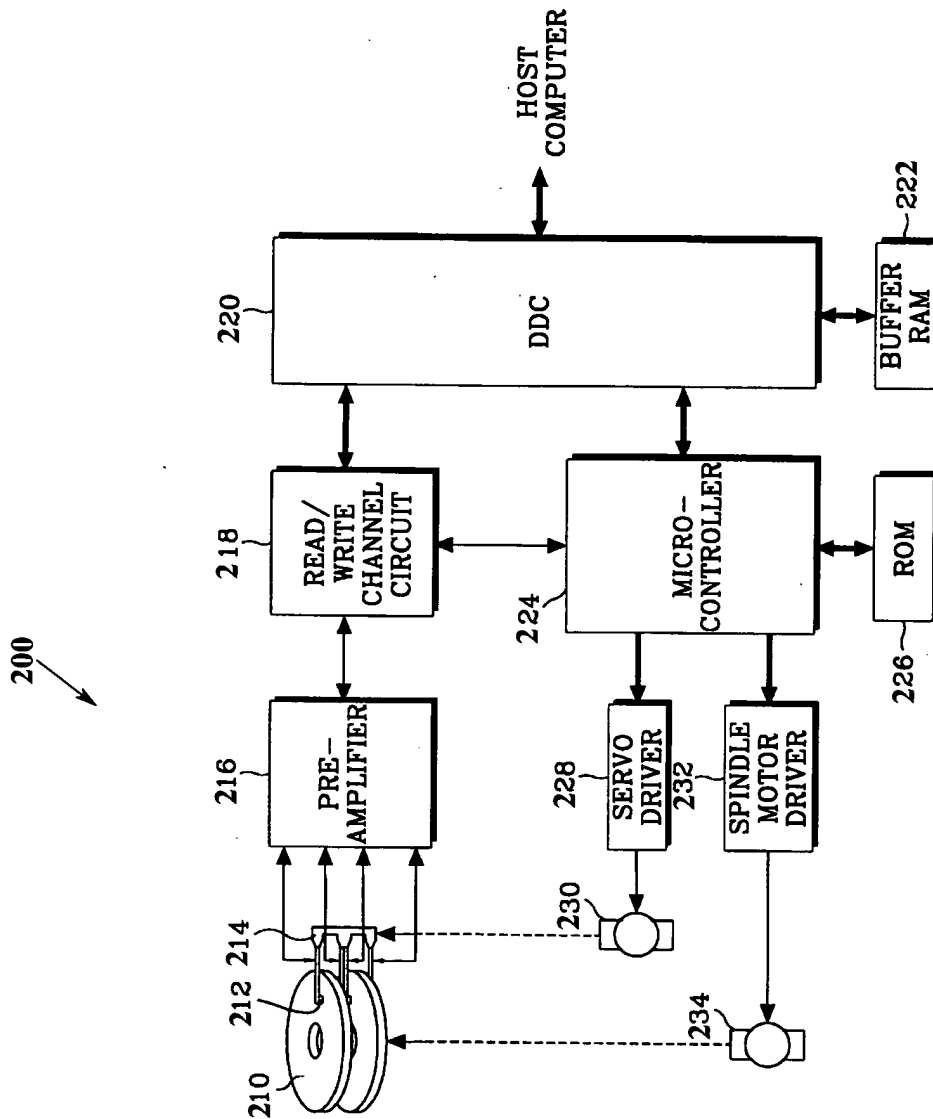 200
210
212
214
216
PRE-
AMPLIFIER
218
READ/
WRITE
CHANNEL
CIRCUIT
220
DDC
HOST
COMPUTER
230
228
SERVO
DRIVER
224
MICRO-
CONTROLLER
234
232
SPINDLE
MOTOR
DRIVER
226
ROM
222
BUFFER
RAM